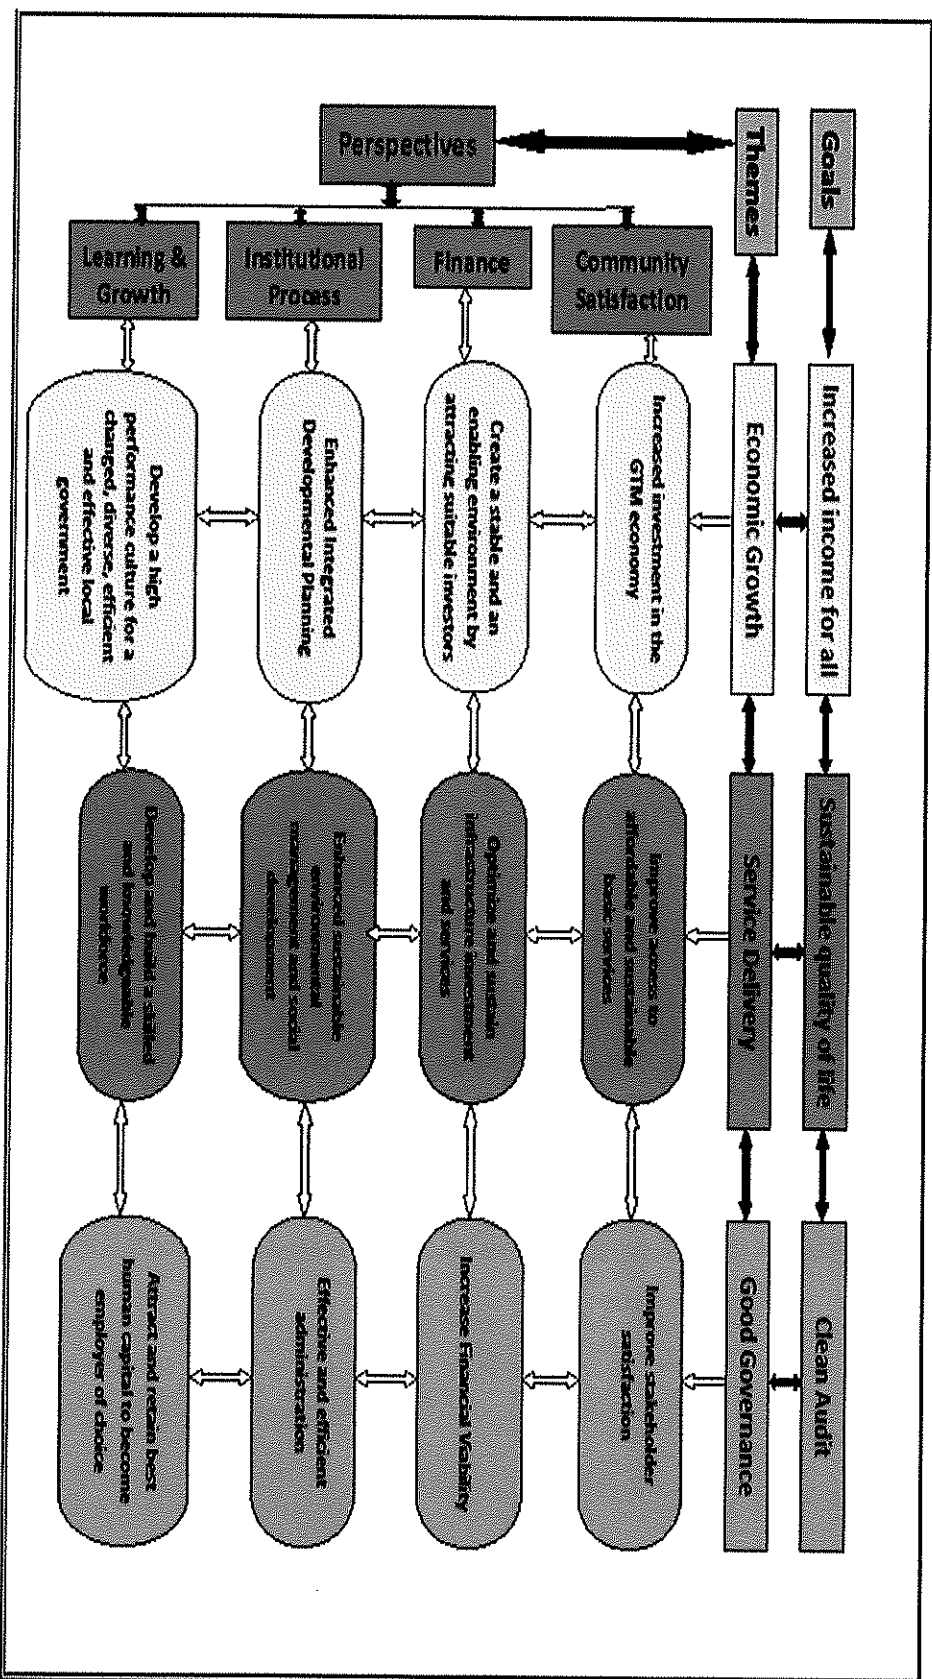 Goals
Increased income for all
Sustainable quality of life
Clean Audit
Themes
Economic Growth
Service Delivery
Good Governance
Perspectives
Community
Satisfaction
Increased investment in the
GTM economy
Improve access to
affordable and sustainable
basic services
Improve stakeholder
satisfaction
Finance
Create a stable and an
enabling environment by
attracting suitable investors
Optimize and sustain
infrastructure investment
and services
Increase Financial Viability
Institutional
Process
Enhanced Integrated
Developmental Planning
Enhanced sustainable
environmental
management and social
development
Effective and efficient
administration
Learning &
Growth
Develop a high
performance culture for a
changed, diverse, efficient
and effective local
government
Develop and build a skilled
and knowledgeable
workforce
Attract and retain best
human capital to become
employer of choice